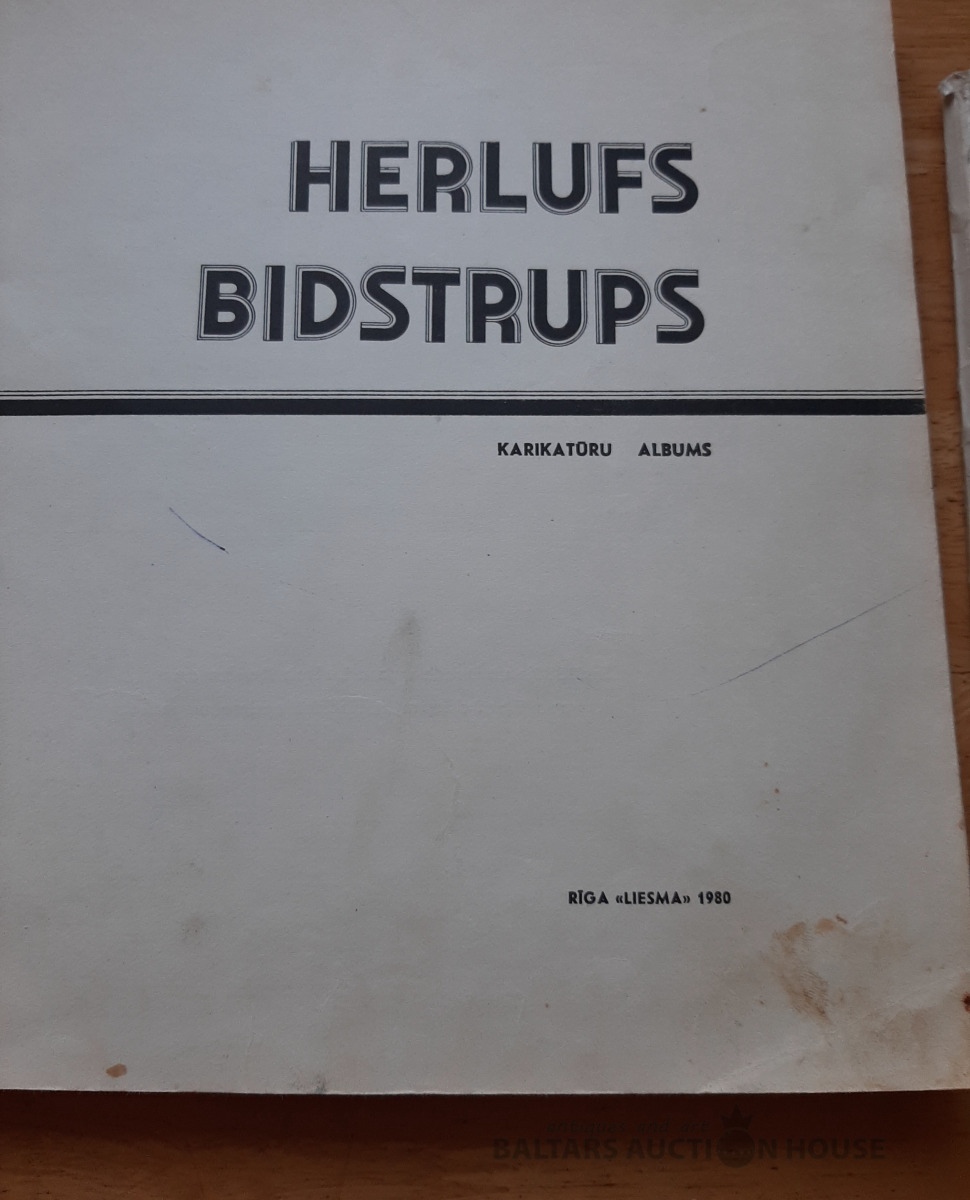 HERLUFS
BIDSTRUPS
KARIKATŪRU ALBUMS
RĪGA «LIESMA» 1980
BALTARS AUCTION HOUSE